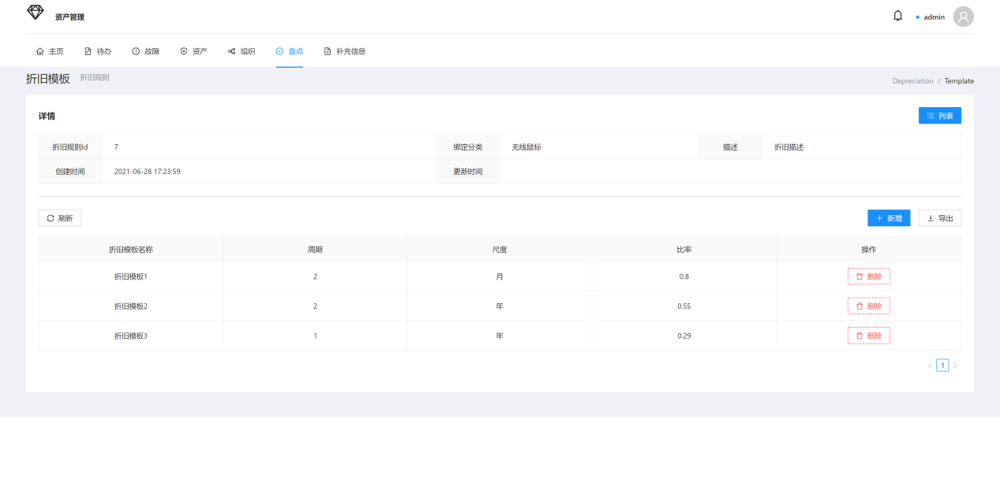 资产管理
admin
主页 待办 故障 资产 组织 盘点 补充信息
折旧模板 折旧规则
Depreciation / Template
详情
列表
折旧规则Id 7 绑定分类 无线鼠标 描述 折旧描述
创建时间 2021-06-28 17:23:59 更新时间
刷新 新增 导出
折旧模板名称 周期 尺度 比率 操作
折旧模板1 2 月 0.8 删除
折旧模板2 2 年 0.55 删除
折旧模板3 1 年 0.29 删除
< 1 >